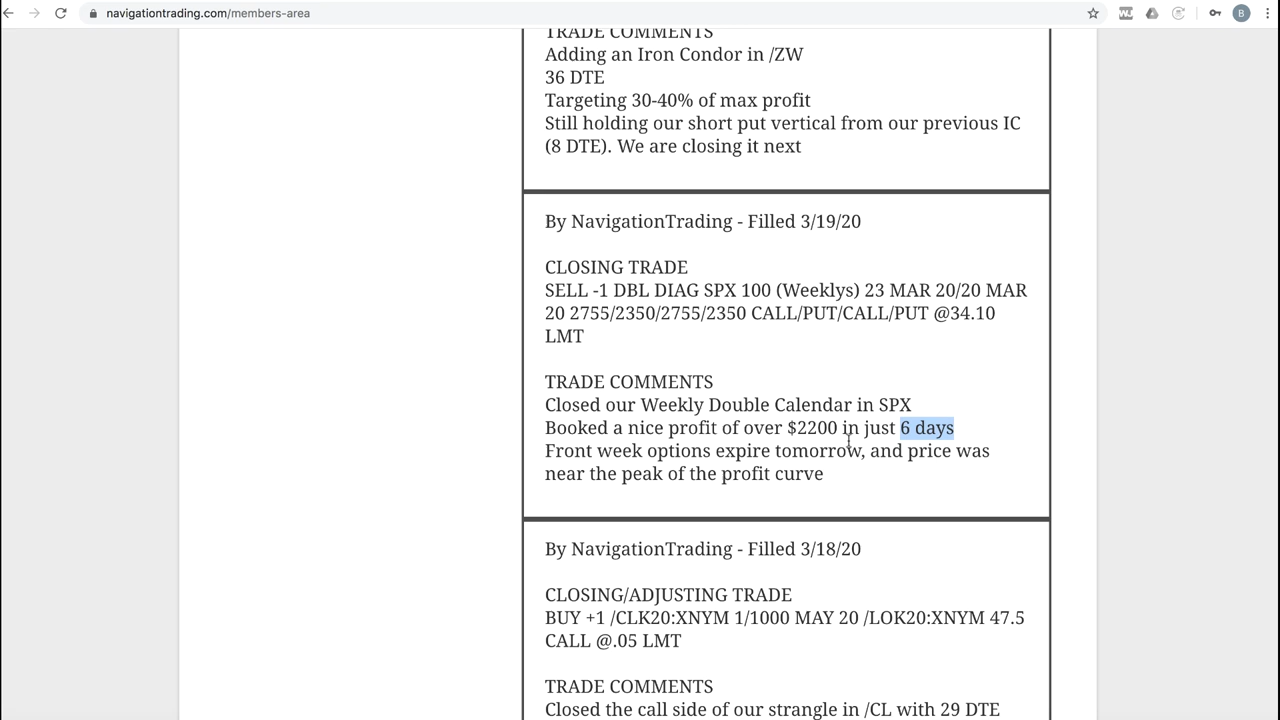 navigationtrading.com/members-area
B
TRADE COMMENTS
Adding an Iron Condor in /ZW
36 DTE
Targeting 30-40% of max profit
Still holding our short put vertical from our previous IC
(8 DTE). We are closing it next
By NavigationTrading - Filled 3/19/20
CLOSING TRADE
SELL -1 DBL DIAG SPX 100 (Weeklys) 23 MAR 20/20 MAR
20 2755/2350/2755/2350 CALL/PUT/CALL/PUT @34.10
LMT
TRADE COMMENTS
Closed our Weekly Double Calendar in SPX
Booked a nice profit of over $2200 in just 6 days
Front week options expire tomorrow, and price was
near the peak of the profit curve
By NavigationTrading - Filled 3/18/20
CLOSING/ADJUSTING TRADE
BUY +1 /CLK20:XNYM 1/1000 MAY 20 /LOK20:XNYM 47.5
CALL @.05 LMT
TRADE COMMENTS
Closed the call side of our strangle in /CL with 29 DTE